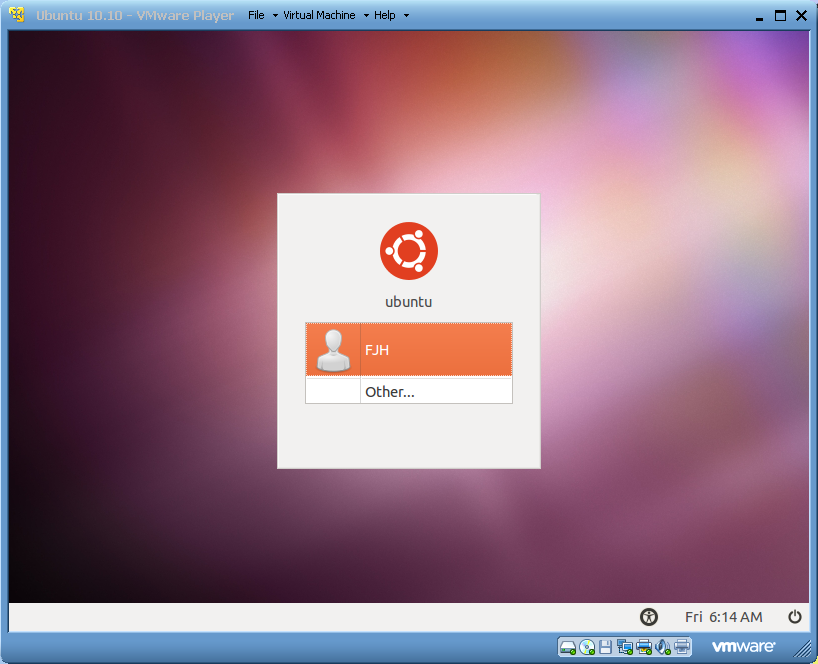 Ubuntu 10.10 - VMware Player File Virtual Machine Help
ubuntu
FJH
Other...
Fri 6:14 AM
vmware